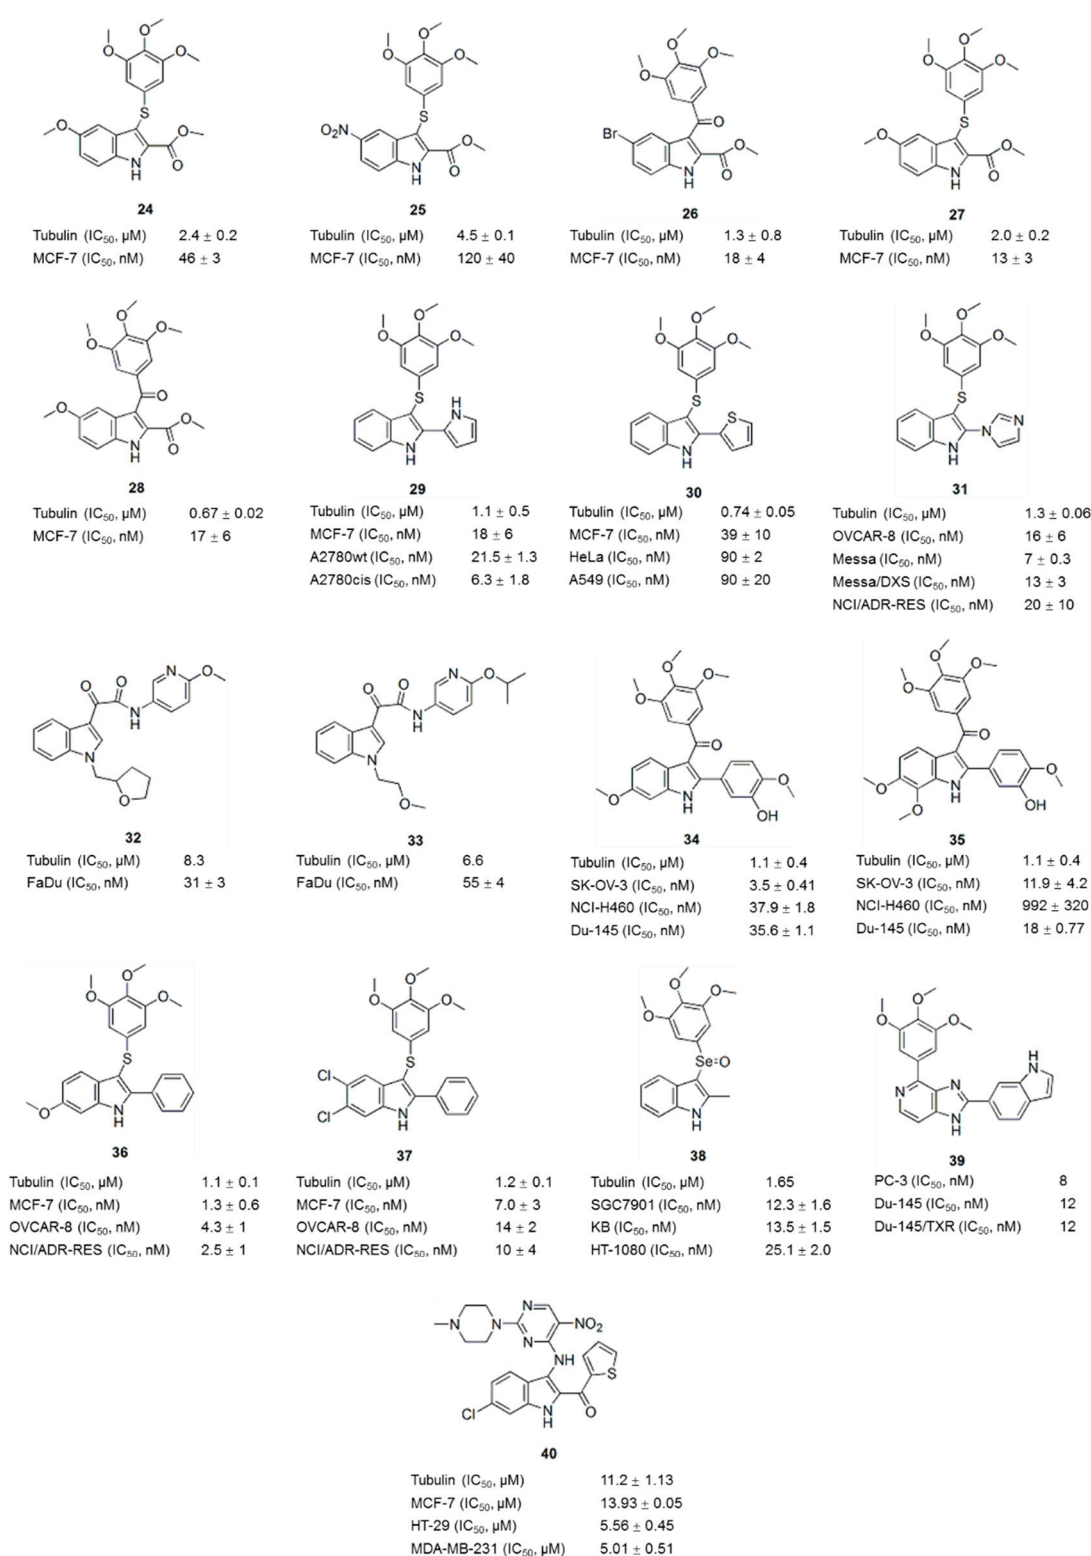 24
Tubulin (IC50, µM) 2.4 ± 0.2
MCF-7 (IC50, nM) 46 ± 3
25
Tubulin (IC50, µM) 4.5 ± 0.1
MCF-7 (IC50, nM) 120 ± 40
26
Tubulin (IC50, µM) 1.3 ± 0.8
MCF-7 (IC50, nM) 18 ± 4
27
Tubulin (IC50, µM) 2.0 ± 0.2
MCF-7 (IC50, nM) 13 ± 3
28
Tubulin (IC50, µM) 0.67 ± 0.02
MCF-7 (IC50, nM) 17 ± 6
29
Tubulin (IC50, µM) 1.1 ± 0.5
MCF-7 (IC50, nM) 18 ± 6
A2780wt (IC50, nM) 21.5 ± 1.3
A2780cis (IC50, nM) 6.3 ± 1.8
30
Tubulin (IC50, µM) 0.74 ± 0.05
MCF-7 (IC50, nM) 39 ± 10
HeLa (IC50, nM) 90 ± 2
A549 (IC50, nM) 90 ± 20
31
Tubulin (IC50, µM) 1.3 ± 0.06
OVCAR-8 (IC50, nM) 16 ± 6
Messa (IC50, nM) 7 ± 0.3
Messa/DXS (IC50, nM) 13 ± 3
NCI/ADR-RES (IC50, nM) 20 ± 10
32
Tubulin (IC50, µM) 8.3
FaDu (IC50, nM) 31 ± 3
33
Tubulin (IC50, µM) 6.6
FaDu (IC50, nM) 55 ± 4
34
Tubulin (IC50, µM) 1.1 ± 0.4
SK-OV-3 (IC50, nM) 3.5 ± 0.41
NCI-H460 (IC50, nM) 37.9 ± 1.8
Du-145 (IC50, nM) 35.6 ± 1.1
35
Tubulin (IC50, µM) 1.1 ± 0.4
SK-OV-3 (IC50, nM) 11.9 ± 4.2
NCI-H460 (IC50, nM) 992 ± 320
Du-145 (IC50, nM) 18 ± 0.77
36
Tubulin (IC50, µM) 1.1 ± 0.1
MCF-7 (IC50, nM) 1.3 ± 0.6
OVCAR-8 (IC50, nM) 4.3 ± 1
NCI/ADR-RES (IC50, nM) 2.5 ± 1
37
Tubulin (IC50, µM) 1.2 ± 0.1
MCF-7 (IC50, nM) 7.0 ± 3
OVCAR-8 (IC50, nM) 14 ± 2
NCI/ADR-RES (IC50, nM) 10 ± 4
38
Tubulin (IC50, µM) 1.65
SGC7901 (IC50, nM) 12.3 ± 1.6
KB (IC50, nM) 13.5 ± 1.5
HT-1080 (IC50, nM) 25.1 ± 2.0
39
PC-3 (IC50, nM) 8
Du-145 (IC50, nM) 12
Du-145/TXR (IC50, nM) 12
40
Tubulin (IC50, µM) 11.2 ± 1.13
MCF-7 (IC50, µM) 13.93 ± 0.05
HT-29 (IC50, µM) 5.56 ± 0.45
MDA-MB-231 (IC50, µM) 5.01 ± 0.51